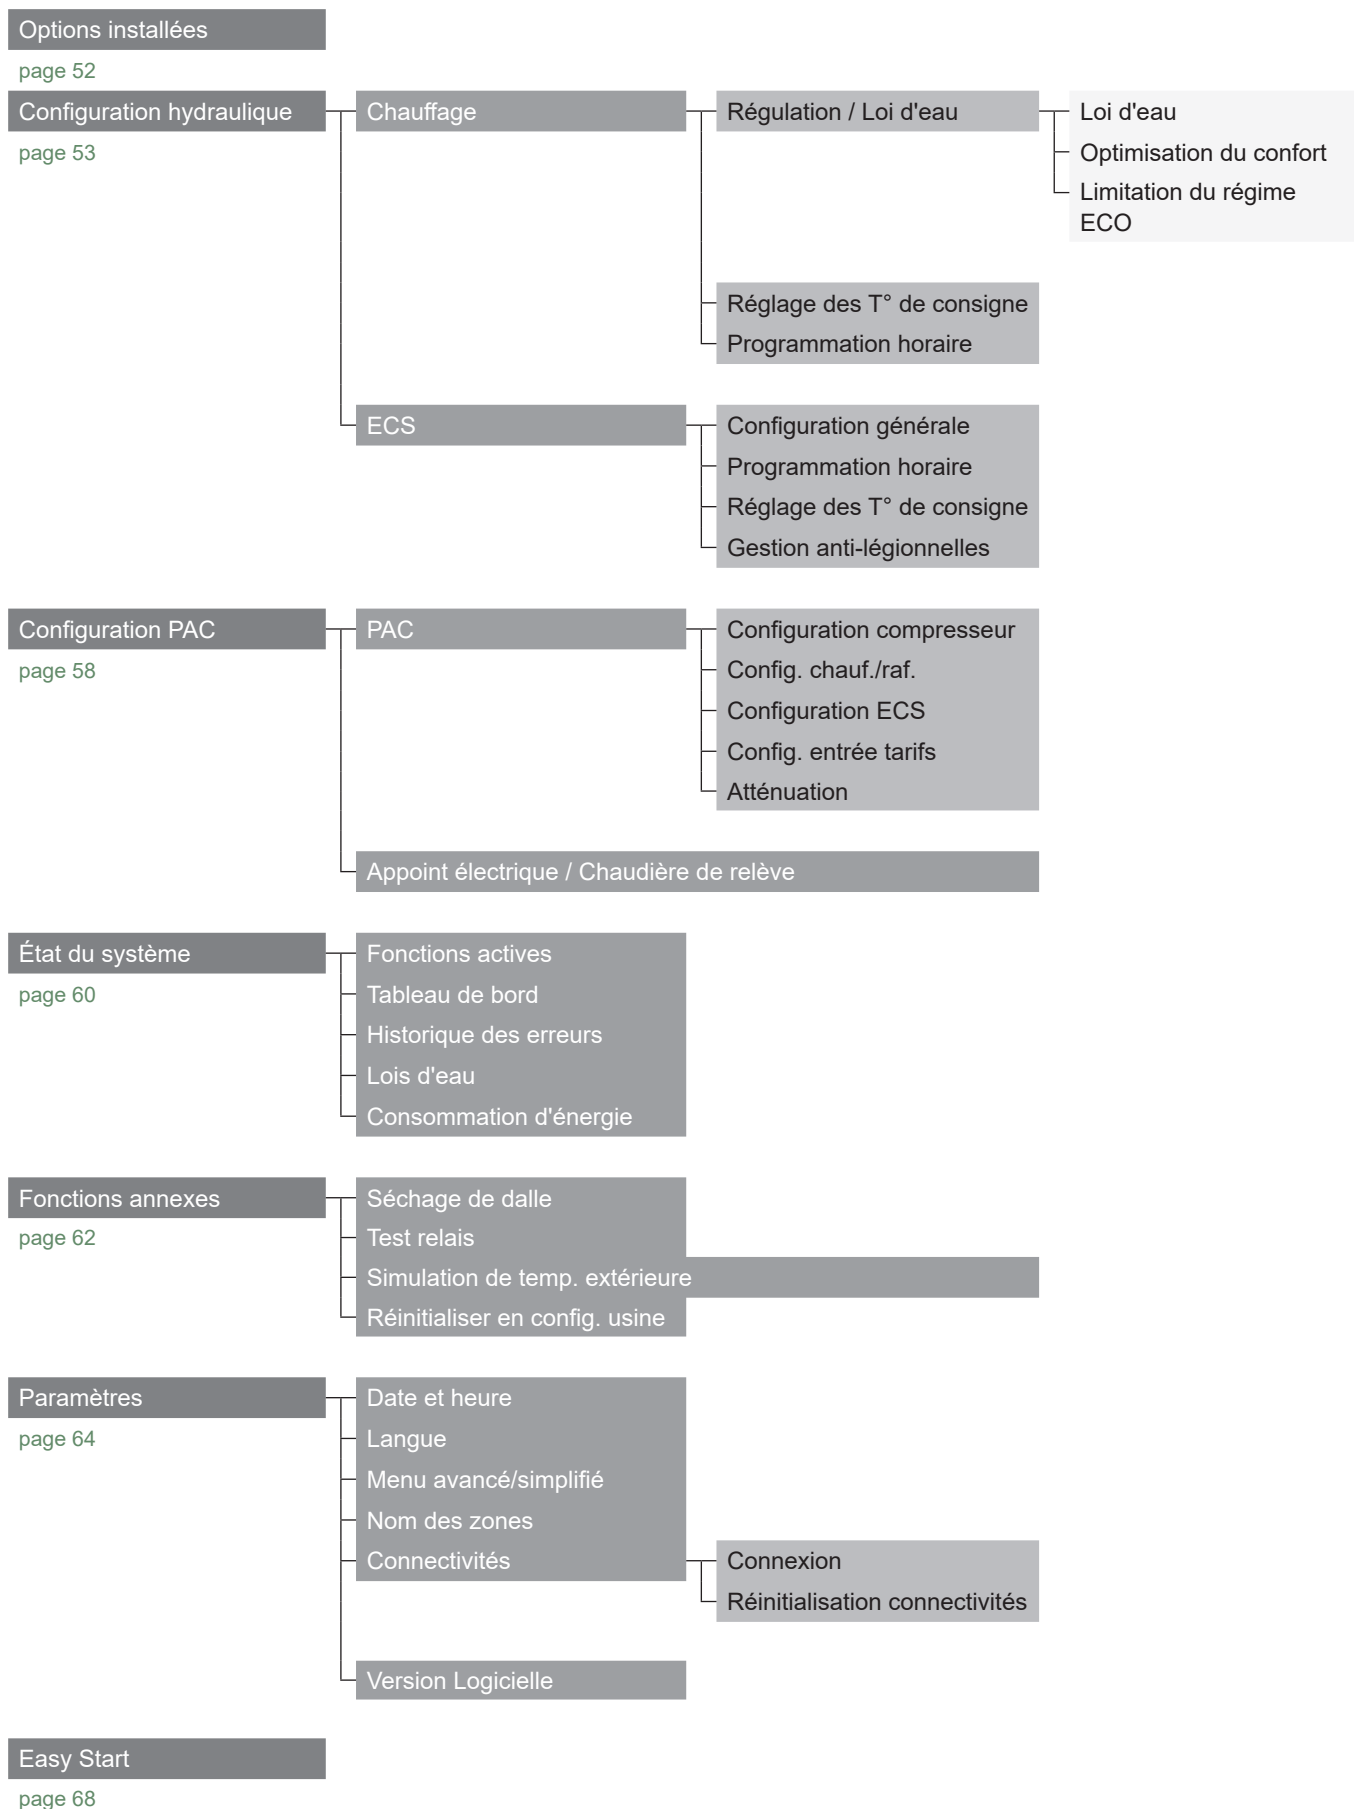 Options installées
page 52
Configuration hydraulique
page 53
Chauffage
Régulation / Loi d'eau
Loi d'eau
Optimisation du confort
Limitation du régime
ECO
Réglage des T° de consigne
Programmation horaire
ECS
Configuration générale
Programmation horaire
Réglage des T° de consigne
Gestion anti-légionnelles
Configuration PAC
page 58
PAC
Configuration compresseur
Config. chauf./raf.
Configuration ECS
Config. entrée tarifs
Atténuation
Appoint électrique / Chaudière de relève
État du système
page 60
Fonctions actives
Tableau de bord
Historique des erreurs
Lois d'eau
Consommation d'énergie
Fonctions annexes
page 62
Séchage de dalle
Test relais
Simulation de temp. extérieure
Réinitialiser en config. usine
Paramètres
page 64
Date et heure
Langue
Menu avancé/simplifié
Nom des zones
Connectivités
Connexion
Réinitialisation connectivités
Version Logicielle
Easy Start
page 68